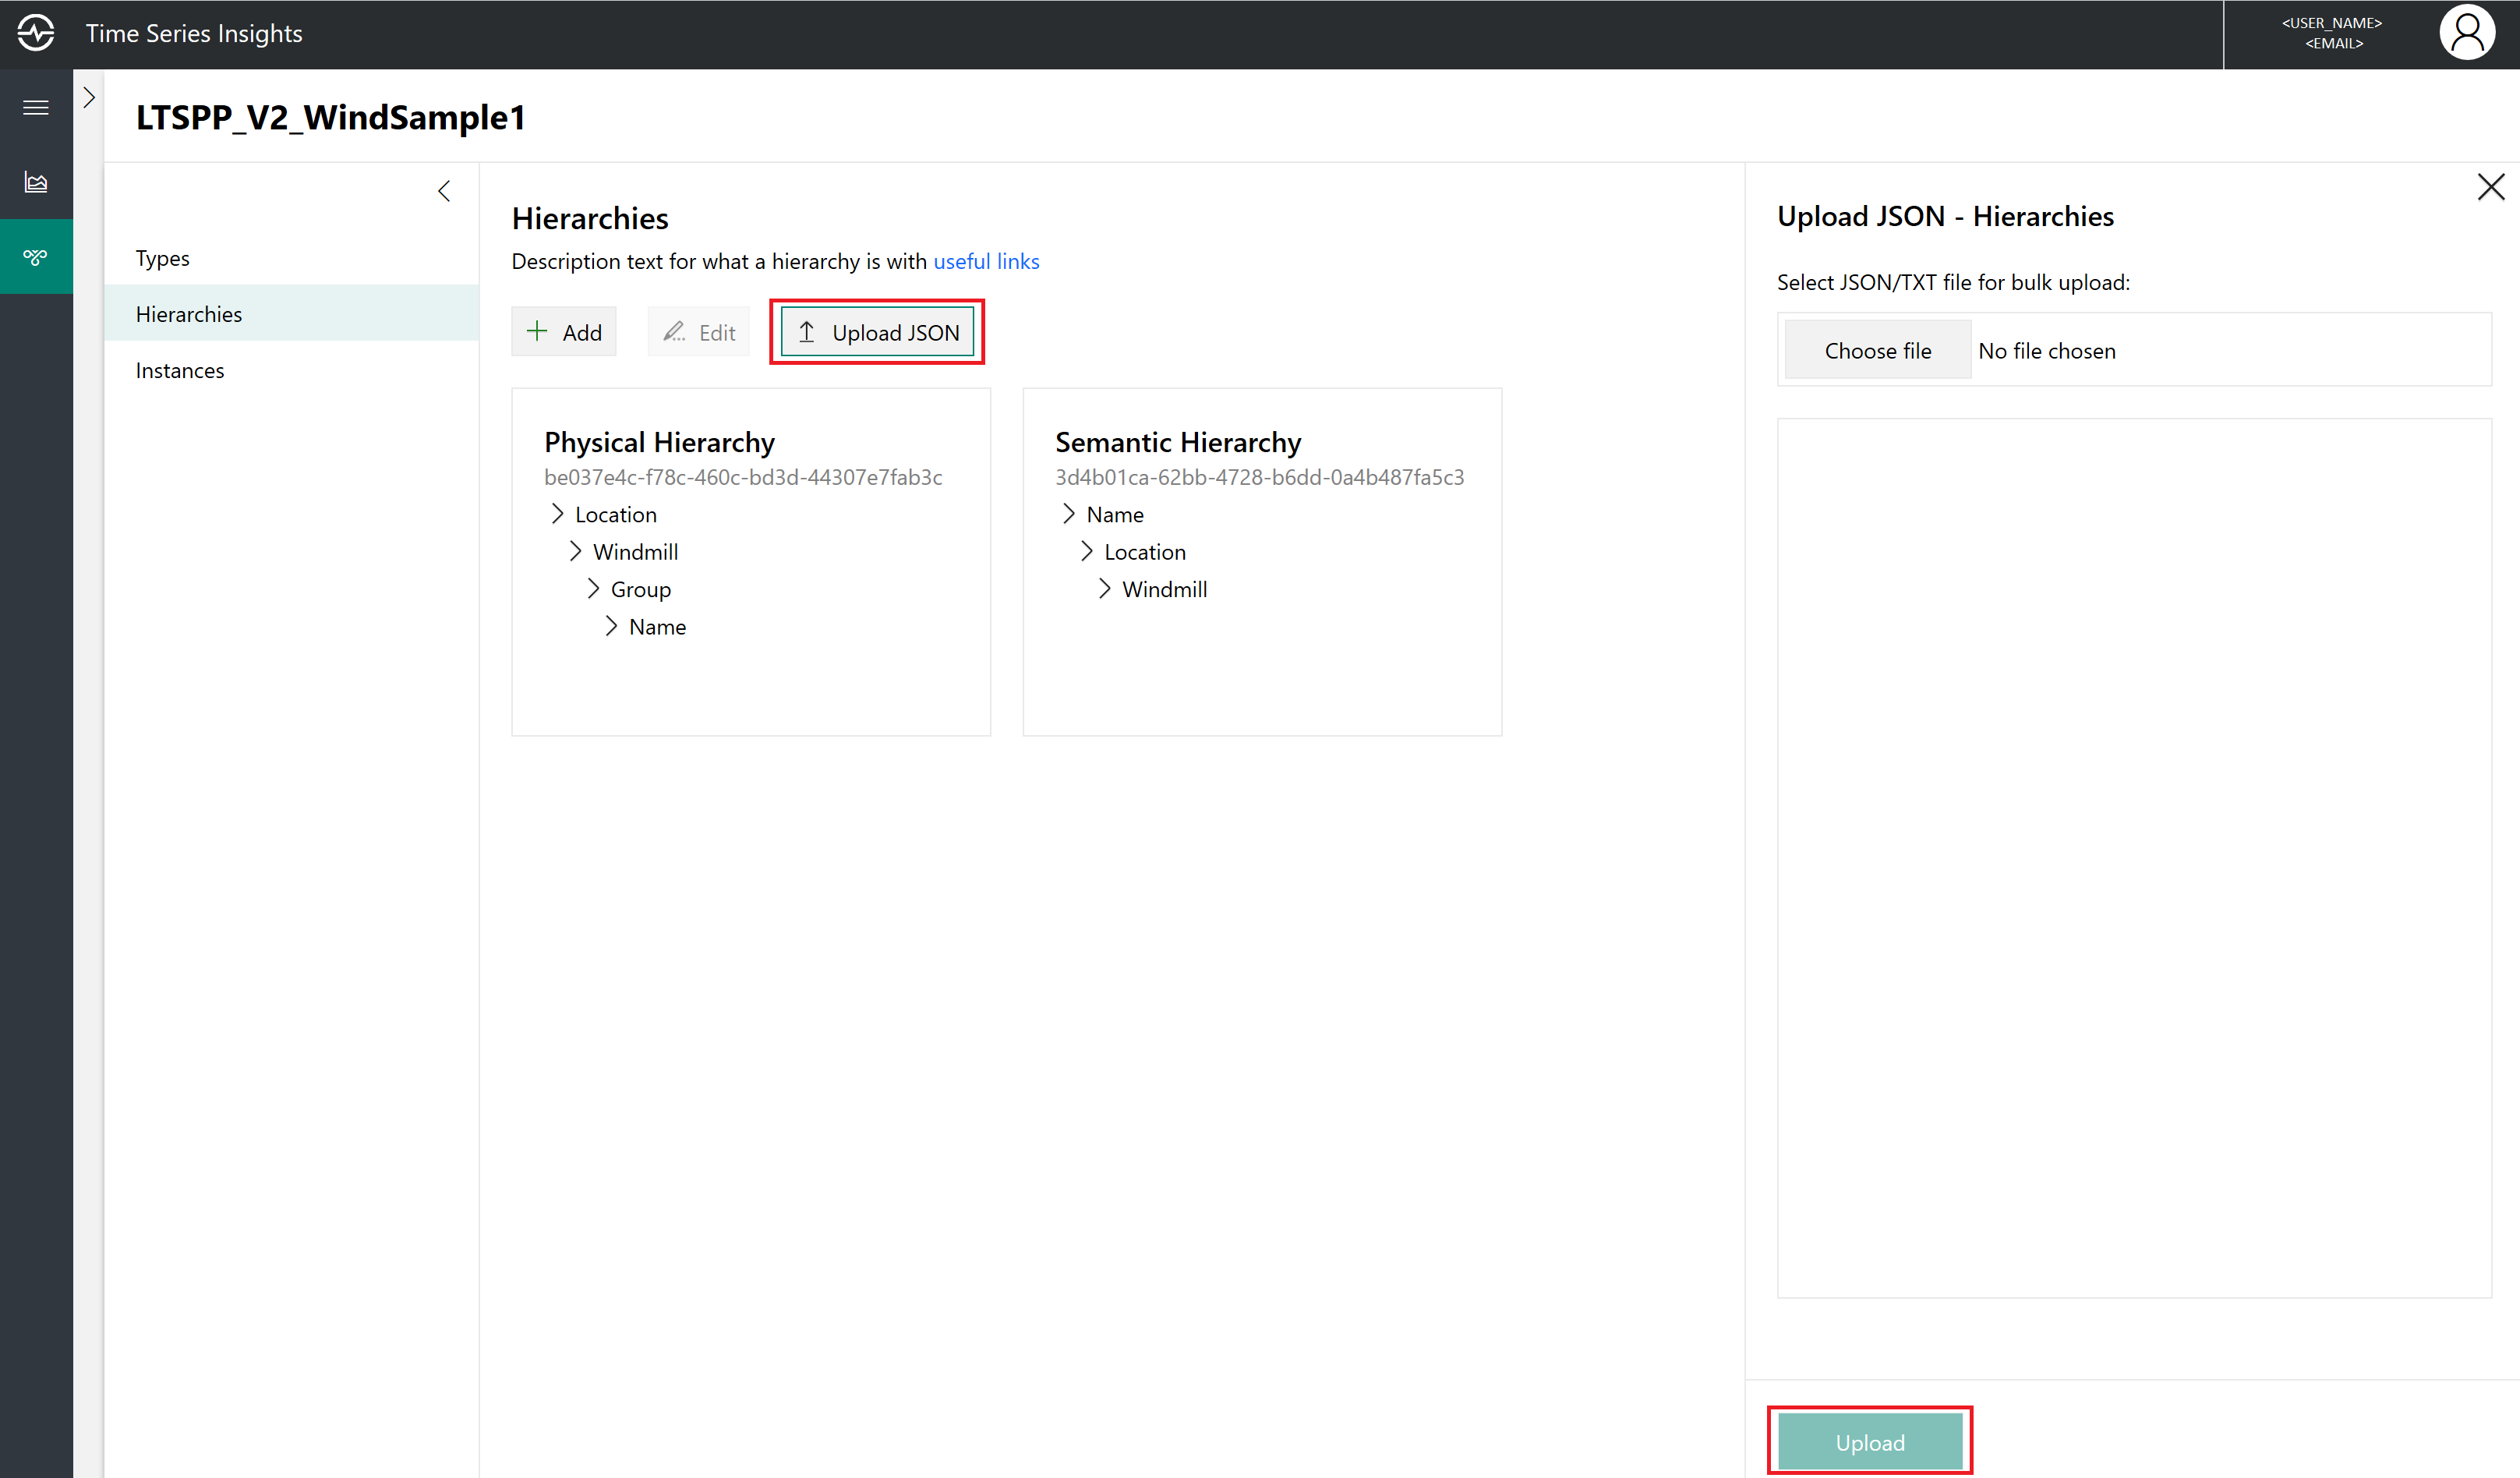 Time Series Insights
<USER_NAME>
<EMAIL>
LTSPP_V2_WindSample1
Types
Hierarchies
Instances
Hierarchies
Description text for what a hierarchy is with useful links
Add
Edit
Upload JSON
Physical Hierarchy
be037e4c-f78c-460c-bd3d-44307e7fab3c
Location
Windmill
Group
Name
Semantic Hierarchy
3d4b01ca-62bb-4728-b6dd-0a4b487fa5c3
Name
Location
Windmill
Upload JSON - Hierarchies
Select JSON/TXT file for bulk upload:
Choose file No file chosen
Upload